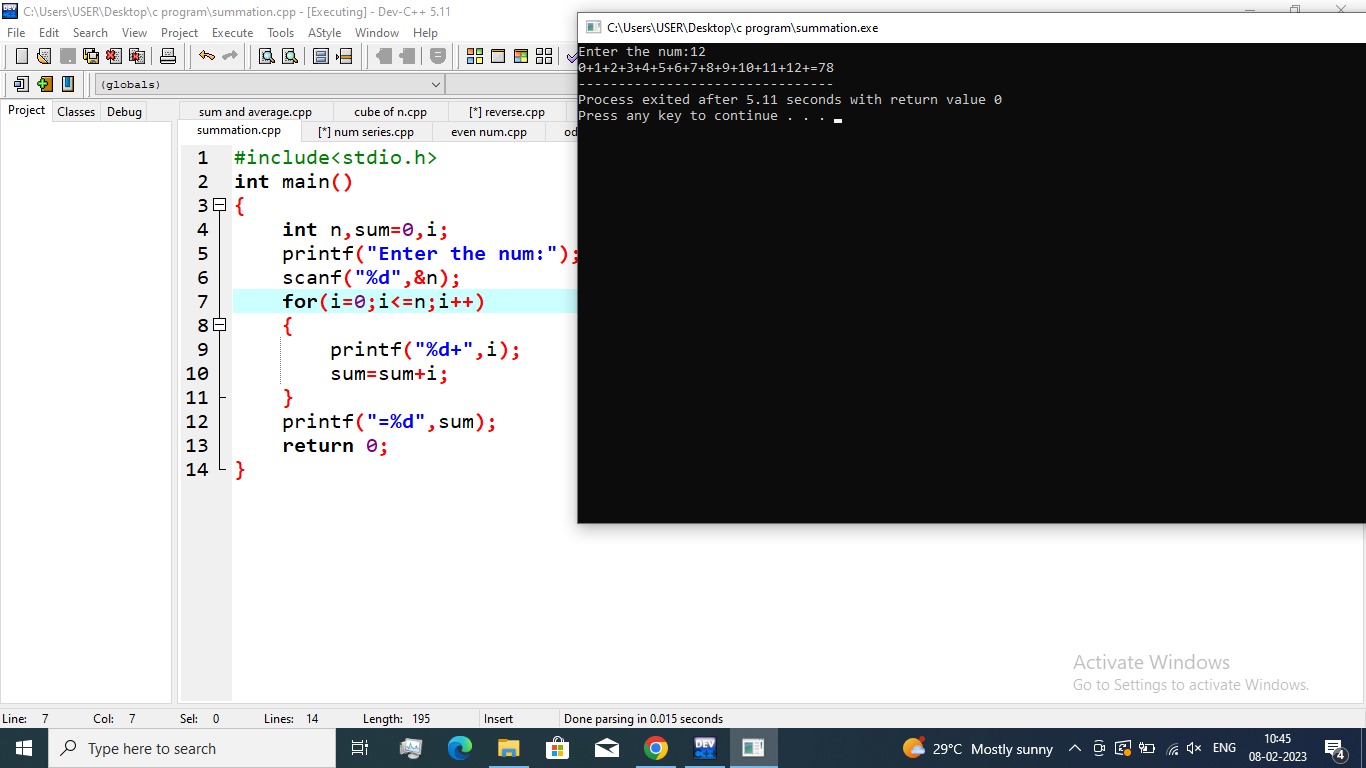 C:\Users\USER\Desktop\c program\summation.cpp - [Executing] - Dev-C++ 5.11
File Edit Search View Project Execute Tools AStyle Window Help
(globals)
Project Classes Debug
sum and average.cpp cube of n.cpp [*] reverse.cpp
summation.cpp [*] num series.cpp even num.cpp od
1 #include<stdio.h>
2 int main()
3 {
4 int n,sum=0,i;
5 printf("Enter the num:");
6 scanf("%d",&n);
7 for(i=0;i<=n;i++)
8 {
9 printf("%d+",i);
10 sum=sum+i;
11 }
12 printf("=%d",sum);
13 return 0;
14 }
C:\Users\USER\Desktop\c program\summation.exe
Enter the num:12
0+1+2+3+4+5+6+7+8+9+10+11+12+=78
--------------------------------
Process exited after 5.11 seconds with return value 0
Press any key to continue . . .
Activate Windows
Go to Settings to activate Windows.
Line: 7 Col: 7 Sel: 0 Lines: 14 Length: 195 Insert Done parsing in 0.015 seconds
Type here to search
DEV
29°C Mostly sunny
ENG
10:45
08-02-2023
4